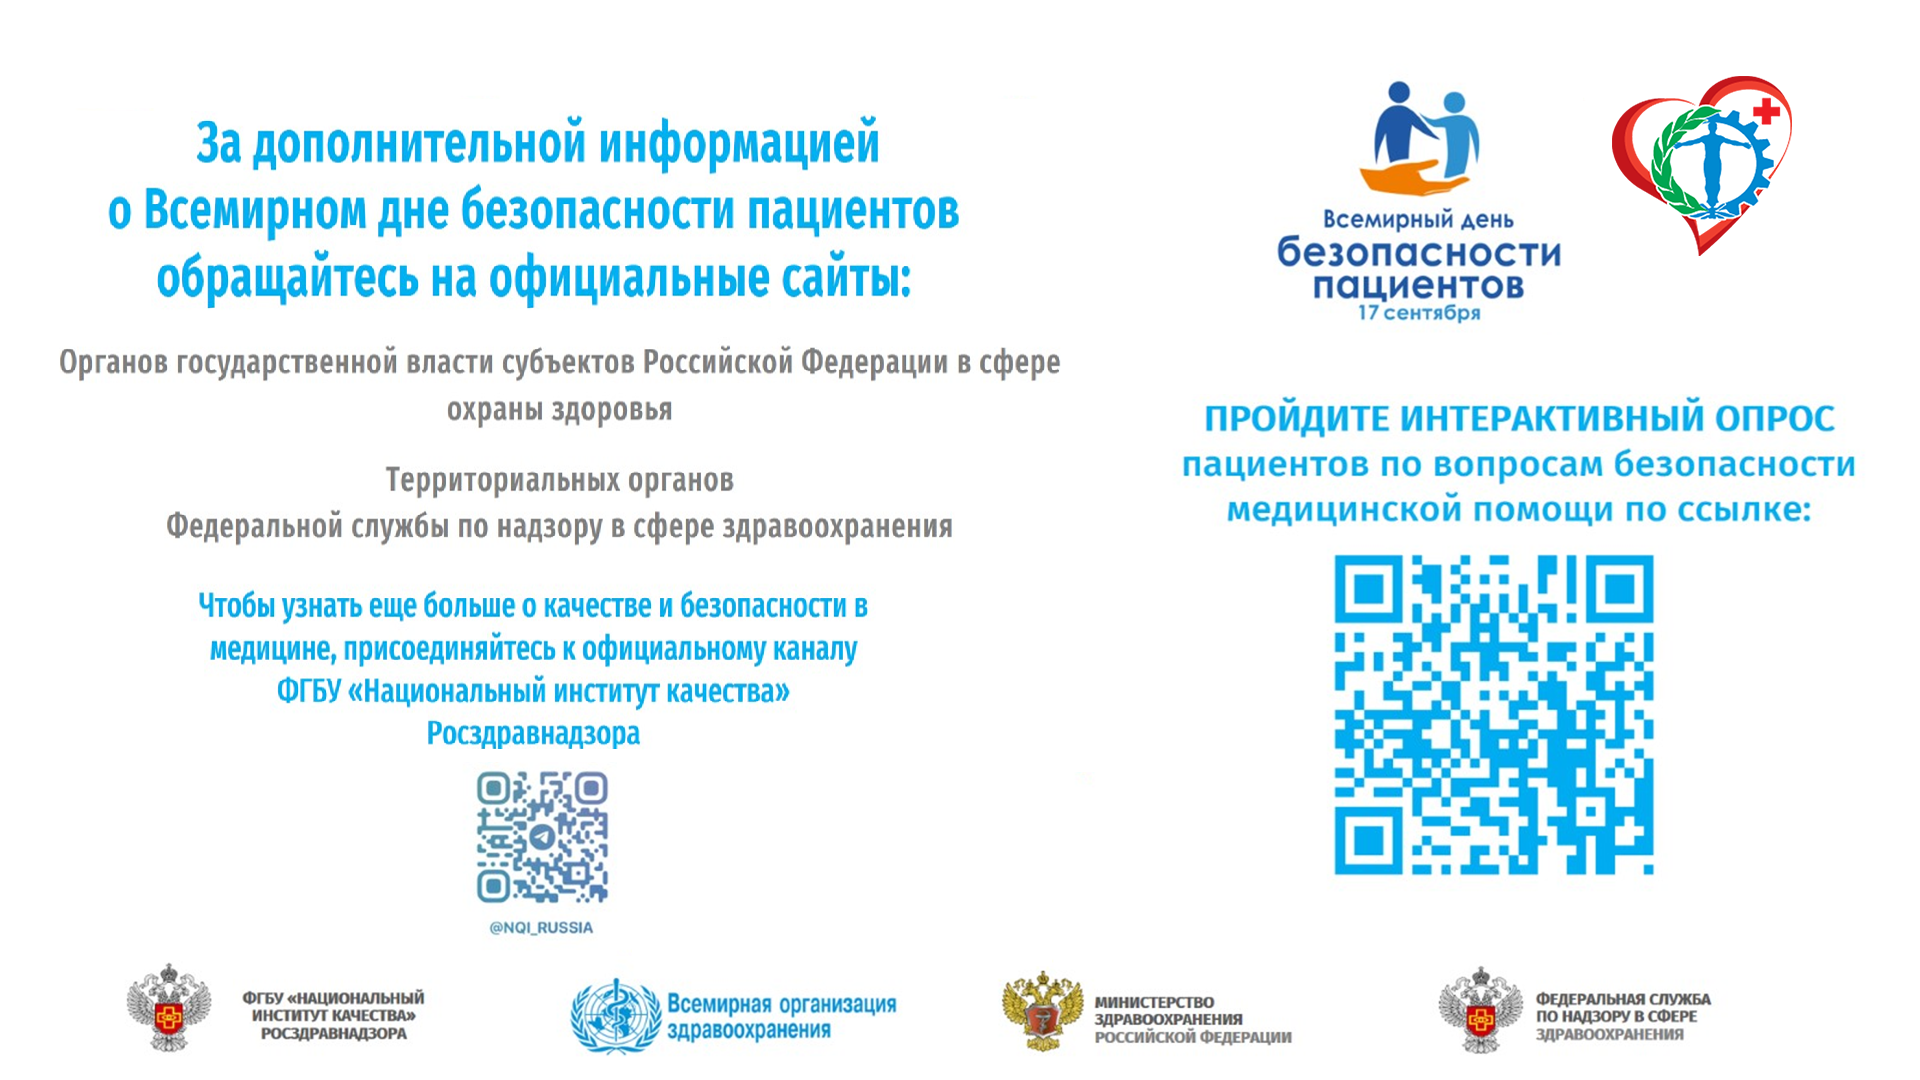 За дополнительной информацией
о Всемирном дне безопасности пациентов
обращайтесь на официальные сайты:
Органов государственной власти субъектов Российской Федерации в сфере
охраны здоровья
Территориальных органов
Федеральной службы по надзору в сфере здравоохранения
Чтобы узнать еще больше о качестве и безопасности в
медицине, присоединяйтесь к официальному каналу
ФГБУ «Национальный институт качества»
Росздравнадзора
@NQI_RUSSIA
Всемирный день
безопасности
пациентов
17 сентября
ПРОЙДИТЕ ИНТЕРАКТИВНЫЙ ОПРОС
пациентов по вопросам безопасности
медицинской помощи по ссылке:
ФГБУ «НАЦИОНАЛЬНЫЙ
ИНСТИТУТ КАЧЕСТВА»
РОСЗДРАВНАДЗОРА
Всемирная организация
здравоохранения
МИНИСТЕРСТВО
ЗДРАВООХРАНЕНИЯ
РОССИЙСКОЙ ФЕДЕРАЦИИ
ФЕДЕРАЛЬНАЯ СЛУЖБА
ПО НАДЗОРУ В СФЕРЕ
ЗДРАВООХРАНЕНИЯ